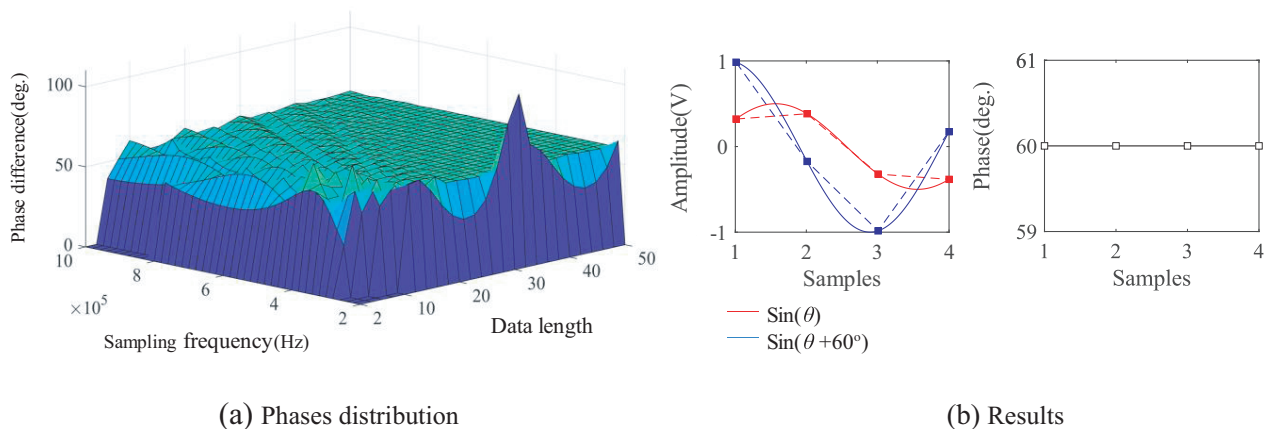 Phase difference(deg.)
100
50
0
10
8
6
4
2
×10⁵
Sampling frequency(Hz)
2
10
20
30
40
50
Data length
(a) Phases distribution
Amplitude(V)
1
0
-1
1
2
3
4
Samples
Sin(θ)
Sin(θ+60°)
Phase(deg.)
61
60
59
1
2
3
4
Samples
(b) Results